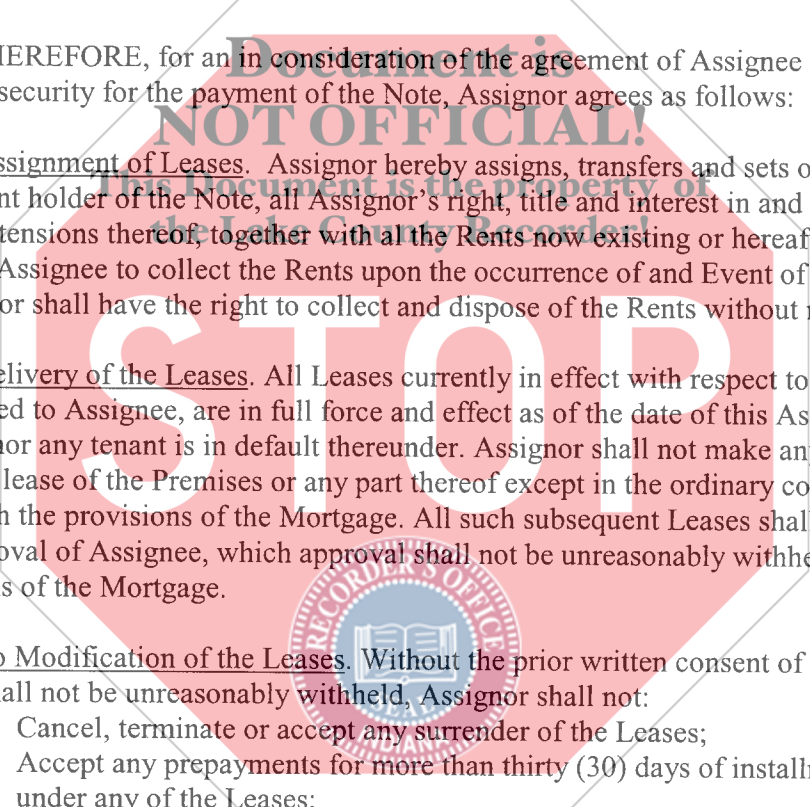 Document is
HEREFORE, for an in consideration of the agreement of Assignee
security for the payment of the Note, Assignor agrees as follows:
NOT OFFICIAL!
ssignment of Leases. Assignor hereby assigns, transfers and sets o
This Document is the property of
nt holder of the Note, all Assignor's right, title and interest in and
the Lake County Recorder!
tensions thereof, together with al the Rents now existing or hereaf
Assignee to collect the Rents upon the occurrence of and Event of
or shall have the right to collect and dispose of the Rents without
STOP
elivery of the Leases. All Leases currently in effect with respect to
ed to Assignee, are in full force and effect as of the date of this As
nor any tenant is in default thereunder. Assignor shall not make an
lease of the Premises or any part thereof except in the ordinary co
h the provisions of the Mortgage. All such subsequent Leases shal
oval of Assignee, which approval shall not be unreasonably withhe
s of the Mortgage.
RECORDER'S OFFICE
SEAL
INDIANA
o Modification of the Leases. Without the prior written consent of
all not be unreasonably withheld, Assignor shall not:
Cancel, terminate or accept any surrender of the Leases;
Accept any prepayments for more than thirty (30) days of install
under any of the Leases;